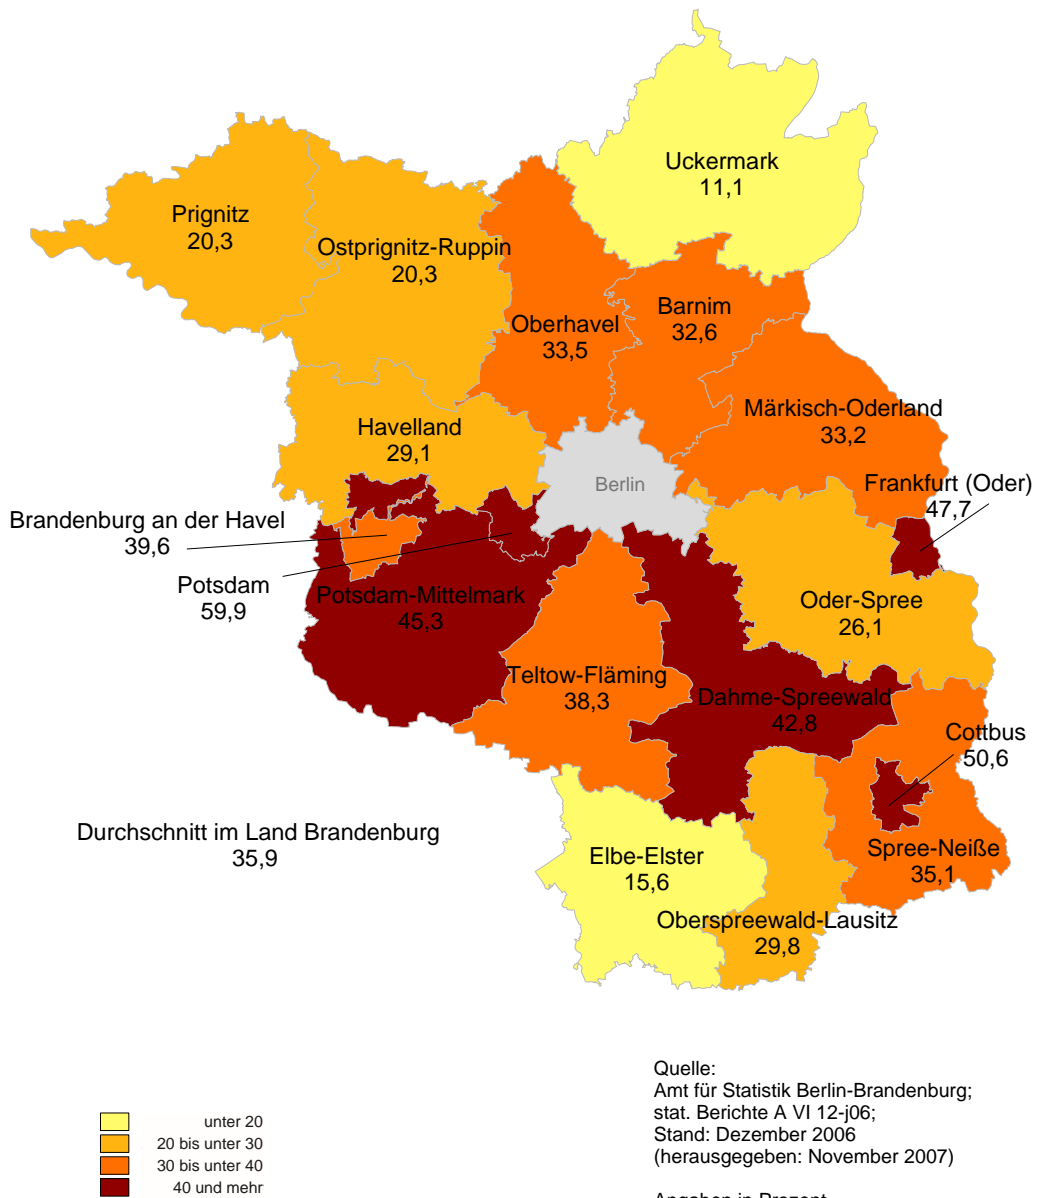 Uckermark
11,1
Prignitz
20,3
Ostprignitz-Ruppin
20,3
Oberhavel
33,5
Barnim
32,6
Märkisch-Oderland
33,2
Havelland
29,1
Berlin
Frankfurt (Oder)
47,7
Brandenburg an der Havel
39,6
Potsdam
59,9
Potsdam-Mittelmark
45,3
Oder-Spree
26,1
Teltow-Fläming
38,3
Dahme-Spreewald
42,8
Cottbus
50,6
Durchschnitt im Land Brandenburg
35,9
Elbe-Elster
15,6
Spree-Neiße
35,1
Oberspreewald-Lausitz
29,8
unter 20
20 bis unter 30
30 bis unter 40
40 und mehr
Quelle:
Amt für Statistik Berlin-Brandenburg;
stat. Berichte A VI 12-j06;
Stand: Dezember 2006
(herausgegeben: November 2007)
Angaben in Prozent